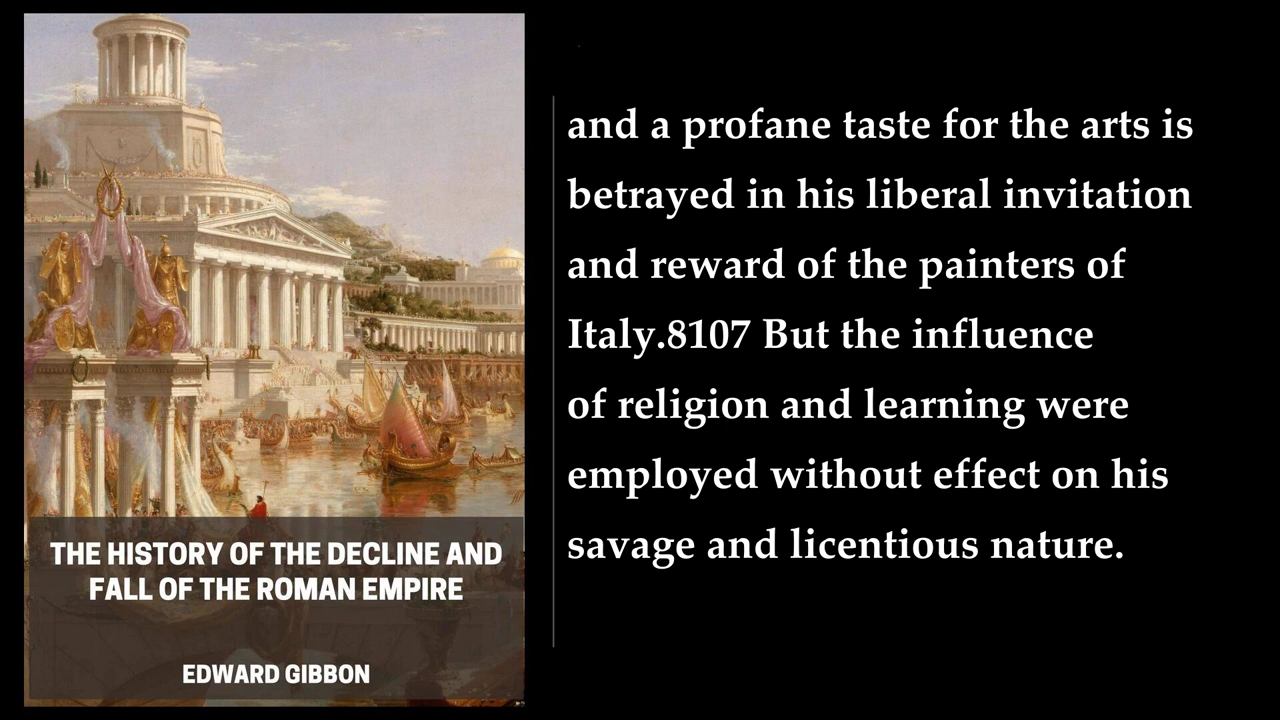 THE HISTORY OF THE DECLINE AND
FALL OF THE ROMAN EMPIRE
EDWARD GIBBON
and a profane taste for the arts is
betrayed in his liberal invitation
and reward of the painters of
Italy.8107 But the influence
of religion and learning were
employed without effect on his
savage and licentious nature.